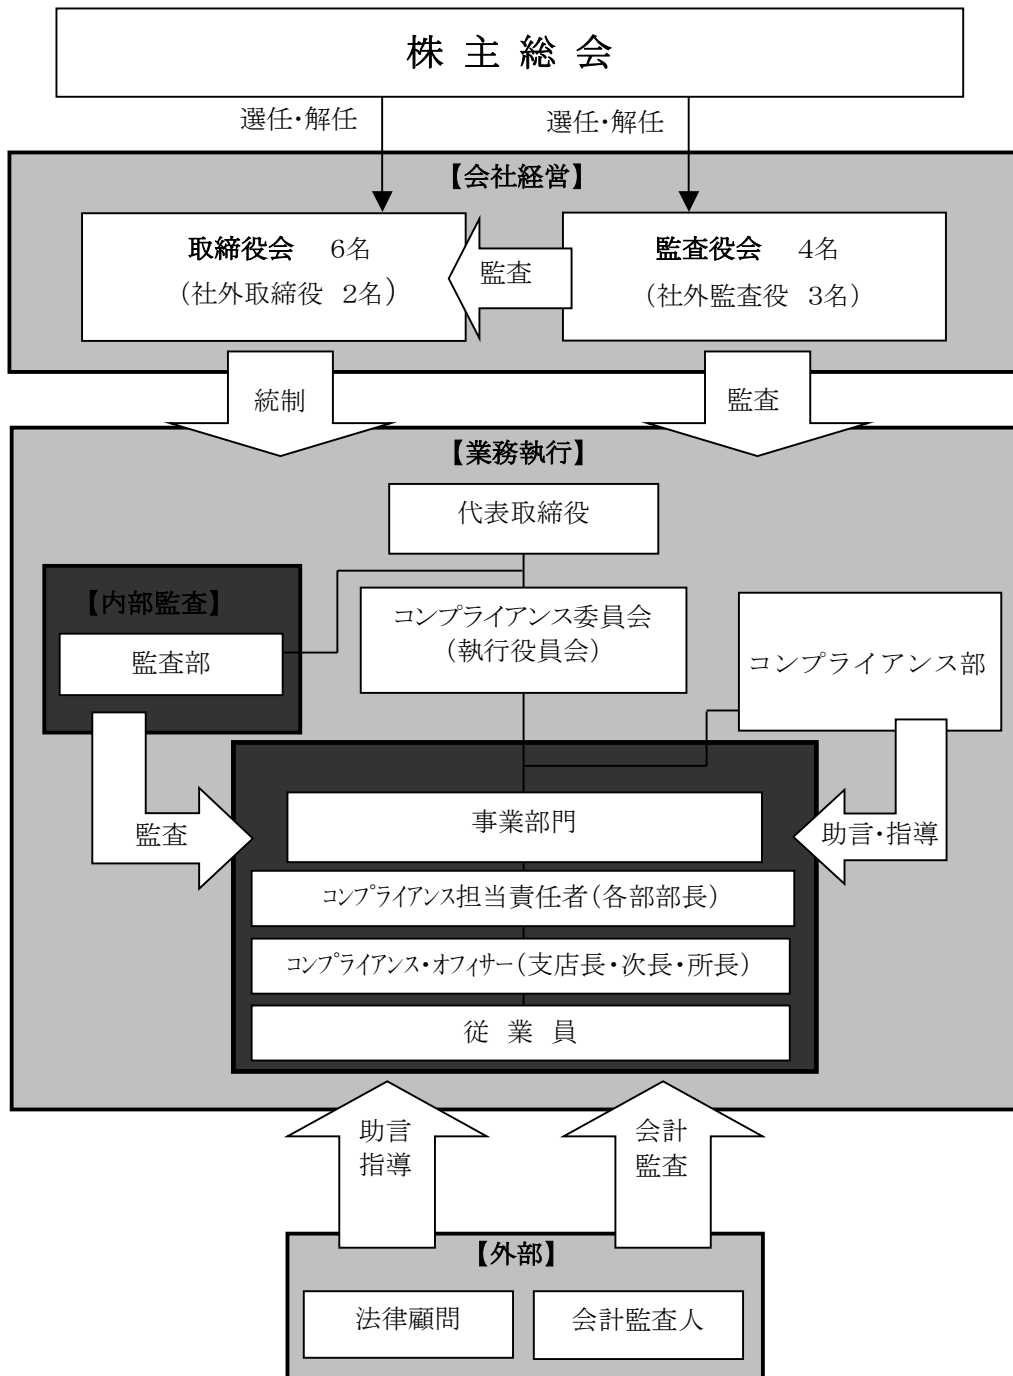 株 主 総 会
選任・解任
選任・解任
【会社経営】
取締役会 6名
(社外取締役 2名)
監査
監査役会 4名
(社外監査役 3名)
統制
監査
【業務執行】
代表取締役
【内部監査】
監査部
コンプライアンス委員会
(執行役員会)
コンプライアンス部
監査
事業部門
助言・指導
コンプライアンス担当責任者(各部部長)
コンプライアンス・オフィサー(支店長・次長・所長)
従 業 員
助言
指導
会計
監査
【外部】
法律顧問
会計監査人